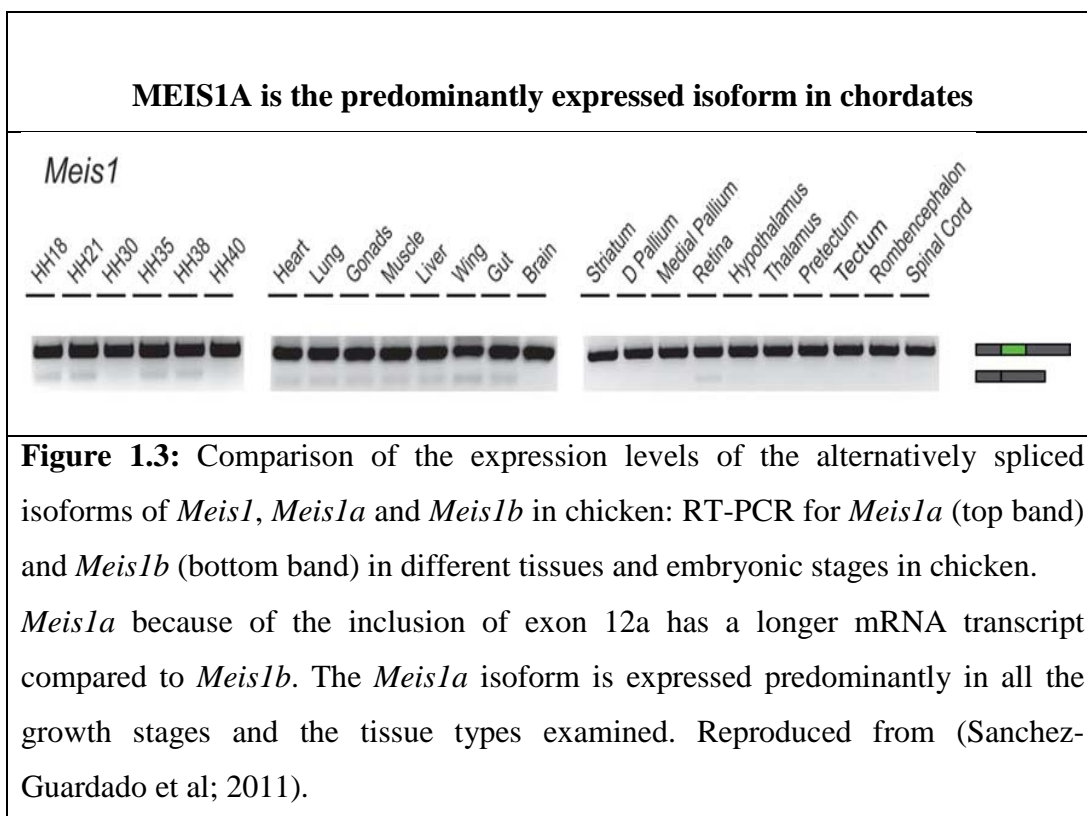 MEIS1A is the predominantly expressed isoform in chordates
Meis1
HH18 HH21 HH30 HH35 HH38 HH40 Heart Lung Gonads Muscle Liver Wing Gut Brain Striatum D Pallium Medial Pallium Retina Hypothalamus Thalamus Pretectum Tectum Rombencephalon Spinal Cord
Figure 1.3: Comparison of the expression levels of the alternatively spliced
isoforms of Meis1, Meis1a and Meis1b in chicken: RT-PCR for Meis1a (top band)
and Meis1b (bottom band) in different tissues and embryonic stages in chicken.
Meis1a because of the inclusion of exon 12a has a longer mRNA transcript
compared to Meis1b. The Meis1a isoform is expressed predominantly in all the
growth stages and the tissue types examined. Reproduced from (Sanchez-
Guardado et al; 2011).